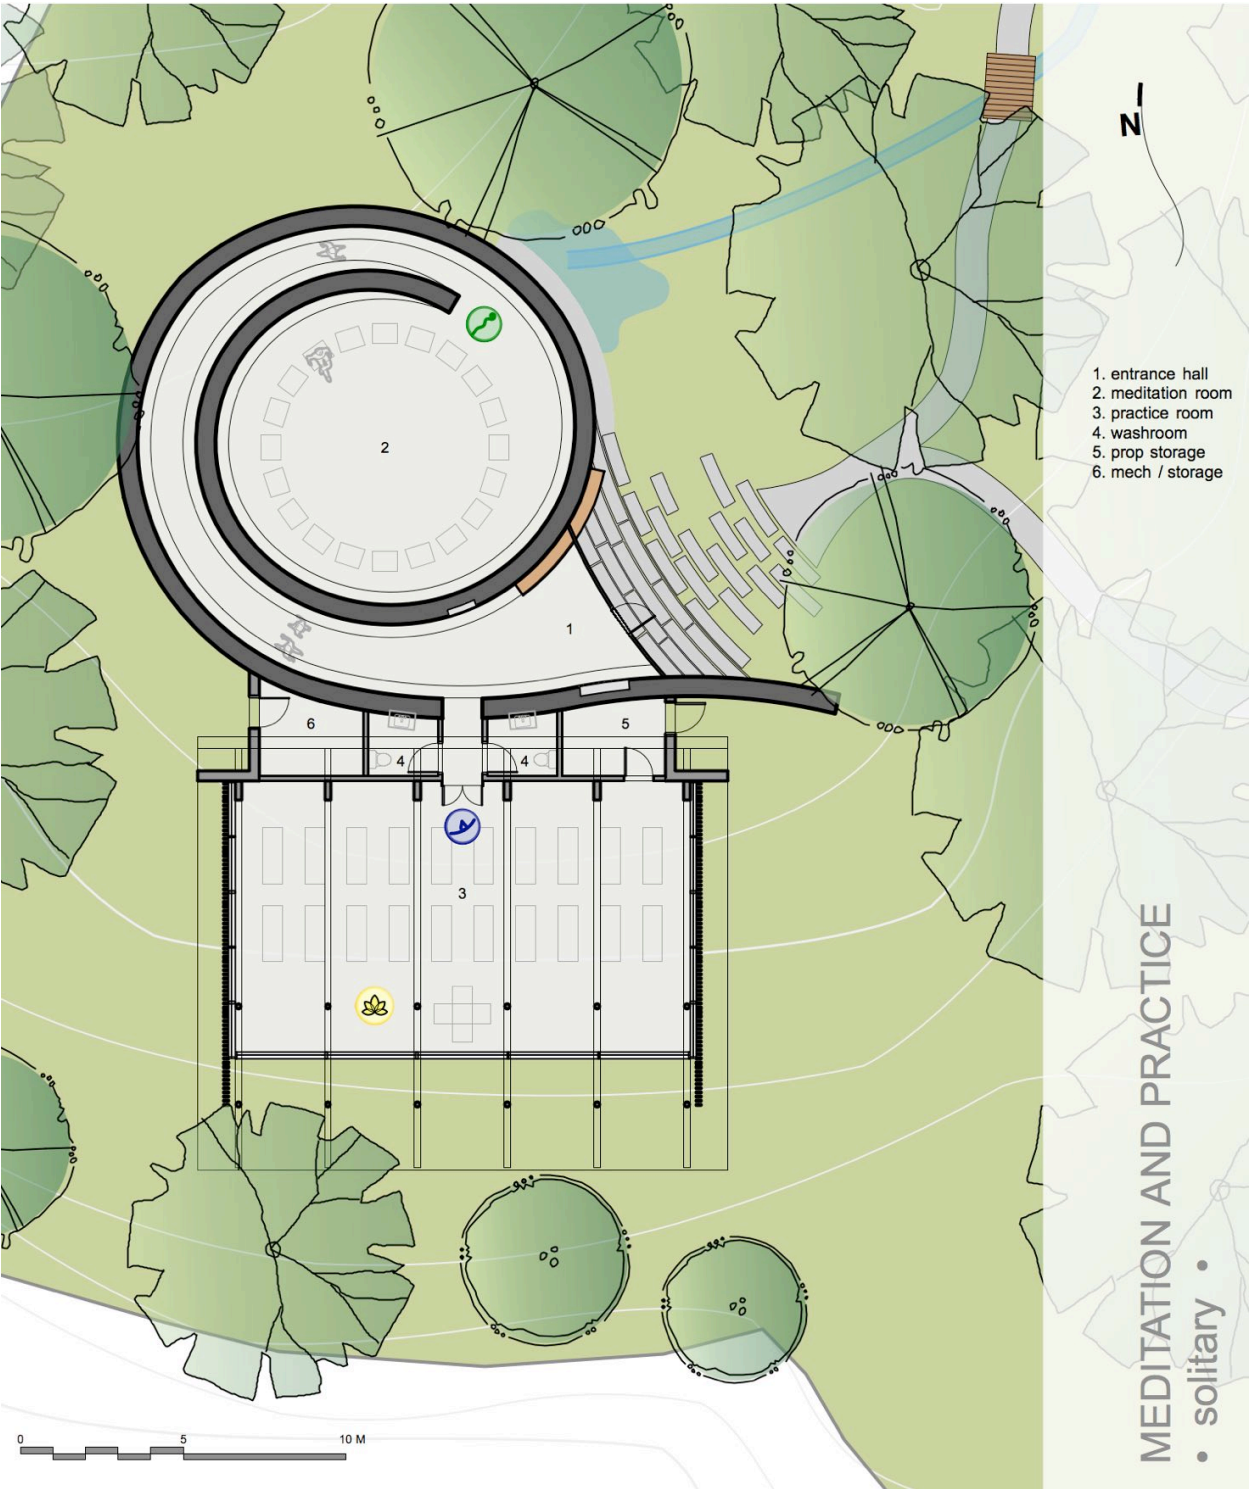 N
1. entrance hall
2. meditation room
3. practice room
4. washroom
5. prop storage
6. mech / storage
2
1
6
5
4
4
3
MEDITATION AND PRACTICE
• solitary •
0 5 10 M